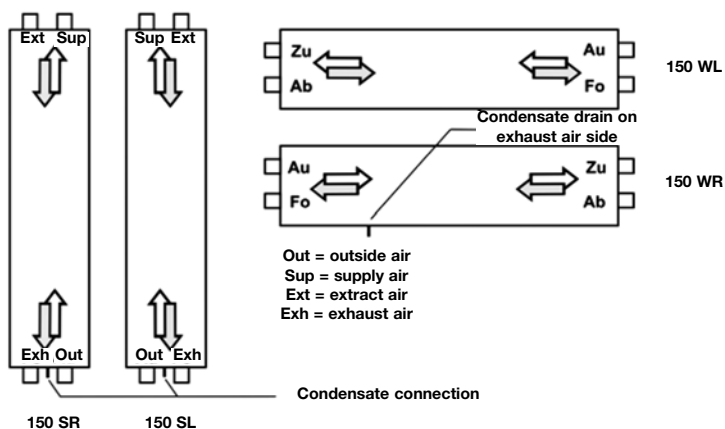 Ext Sup
Sup Ext
Zu
Ab
Au
Fo
150 WL
Condensate drain on
exhaust air side
Au
Fo
Zu
Ab
150 WR
Out = outside air
Sup = supply air
Ext = extract air
Exh = exhaust air
Exh Out
Out Exh
Condensate connection
150 SR
150 SL